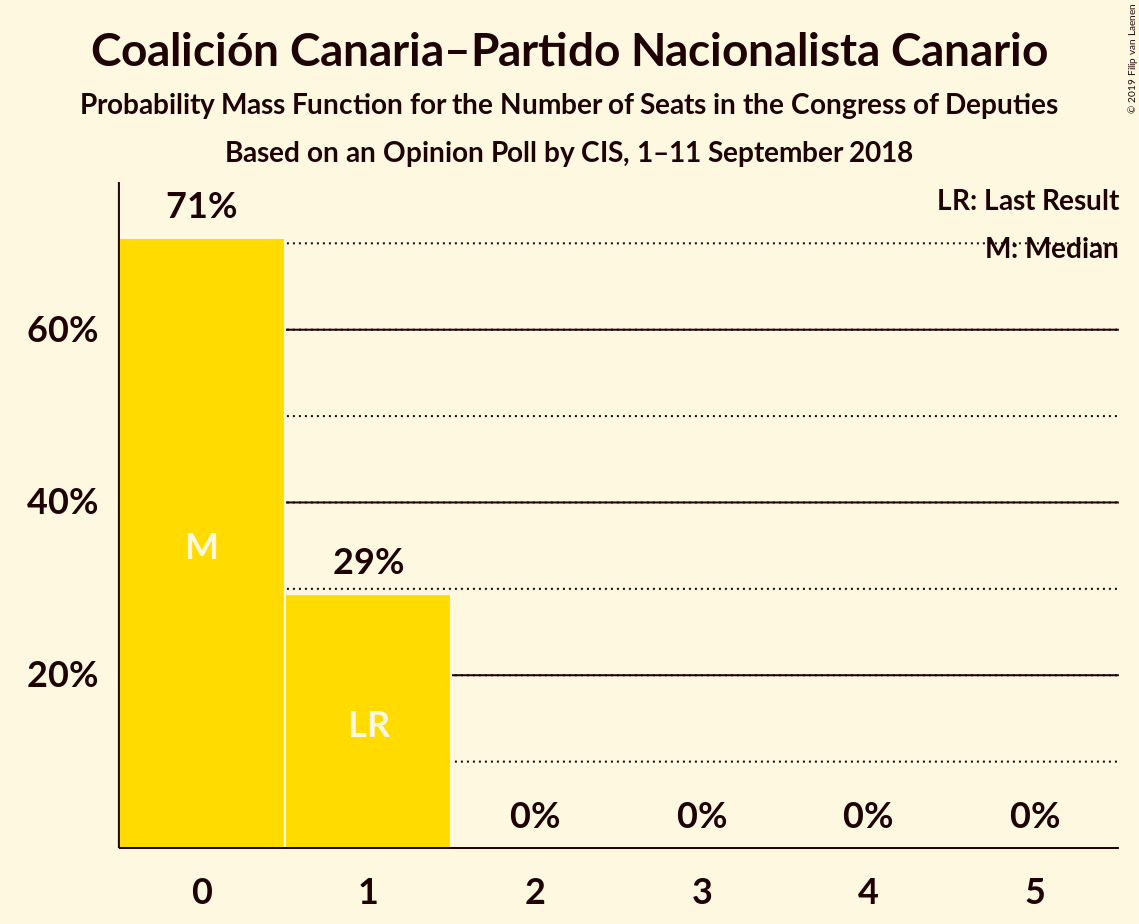 Coalición Canaria–Partido Nacionalista Canario
Probability Mass Function for the Number of Seats in the Congress of Deputies
Based on an Opinion Poll by CIS, 1–11 September 2018
© 2019 Filip van Laenen
LR: Last Result
M: Median
71%
60%
40%
20%
M
29%
LR
0%
0%
0%
0%
0
1
2
3
4
5